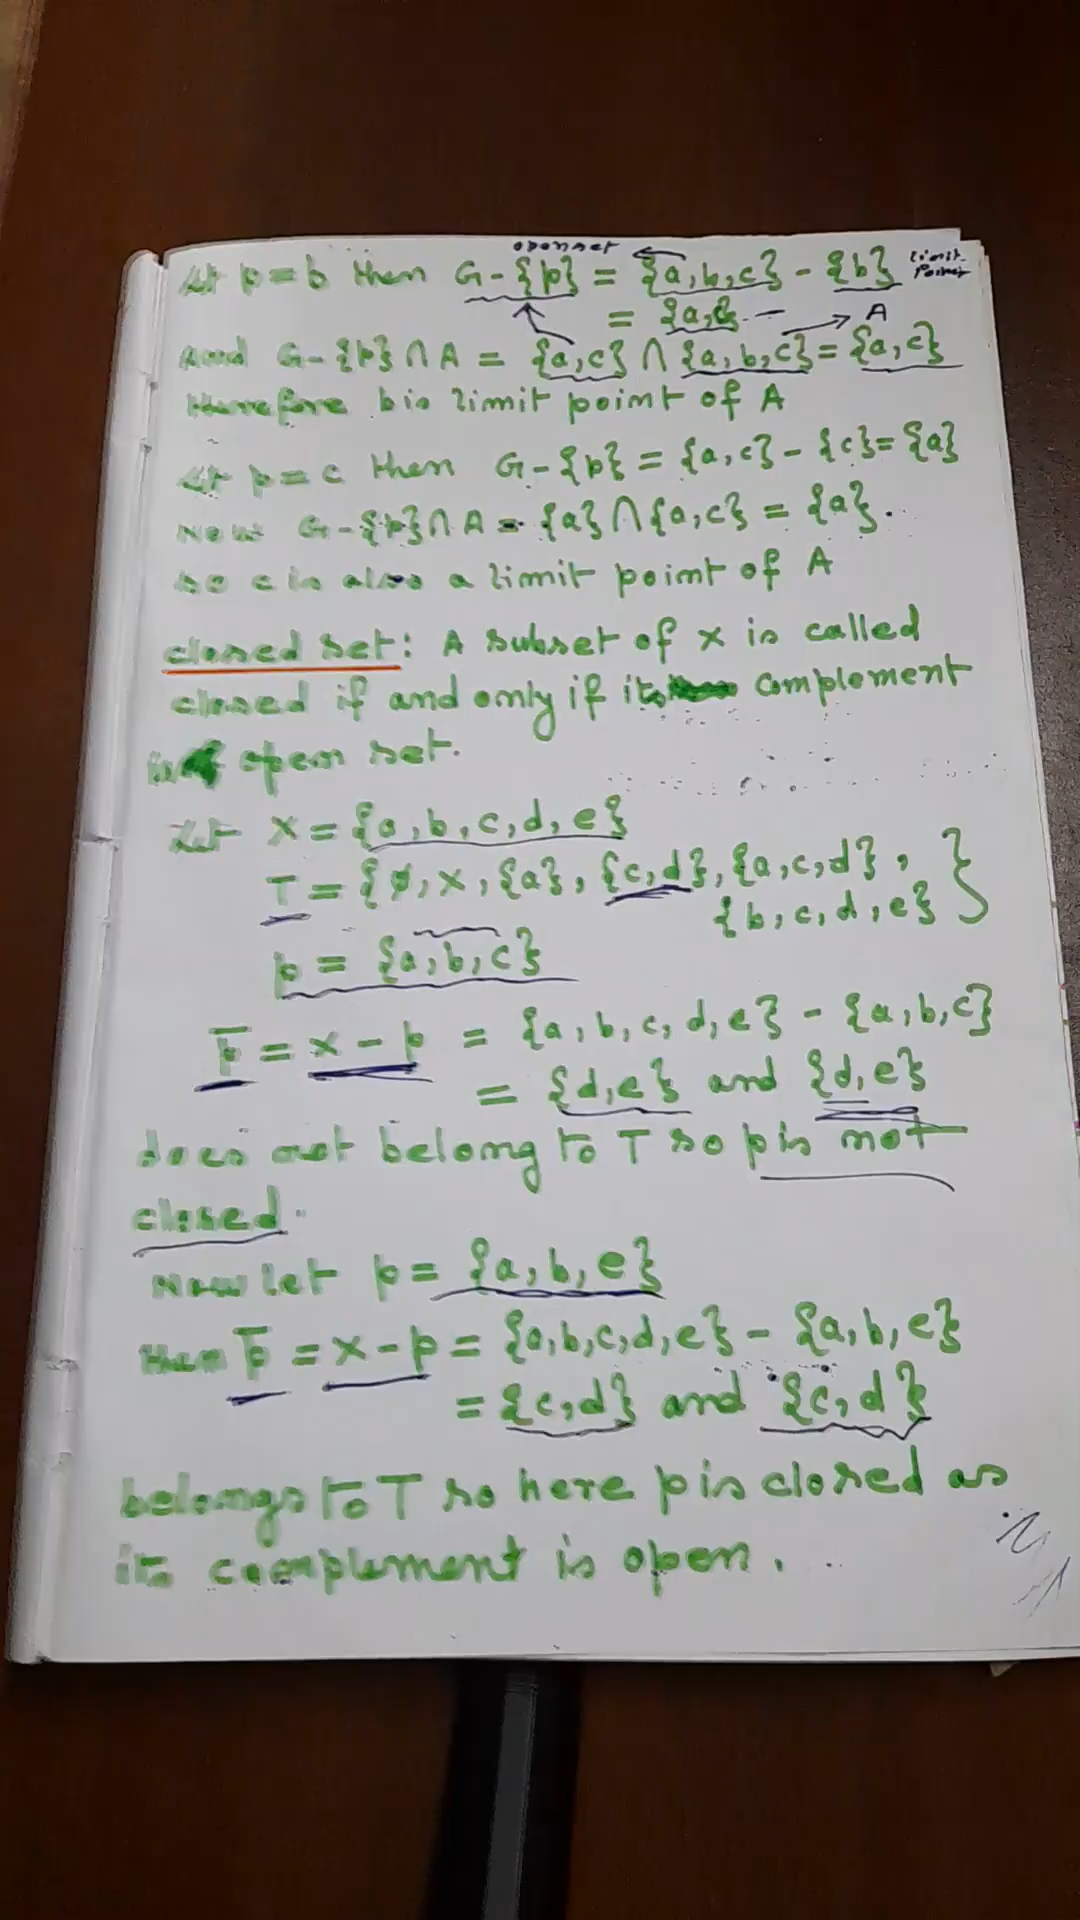 open set
Let p = b then G-{p} = {a,b,c} - {b} limit point
= {a,c}
A
and G-{p} ∩ A = {a,c} ∩ {a,b,c} = {a,c}
therefore b is limit point of A
Let p = c then G-{p} = {a,c} - {c} = {a}
Now G-{p} ∩ A = {a} ∩ {a,c} = {a}.
so c is also a limit point of A
closed set: A subset of x is called
closed if and only if its complement
is open set.
Let X = {a,b,c,d,e}
T = {φ, X, {a}, {c,d}, {a,c,d},
{b,c,d,e}}
p = {a,b,c}
p̅ = x - p = {a,b,c,d,e} - {a,b,c}
= {d,e} and {d,e}
does not belong to T so p is not
closed.
Now let p = {a,b,e}
then p̅ = x - p = {a,b,c,d,e} - {a,b,e}
= {c,d} and {c,d}
belongs to T so here p is closed as
its complement is open.